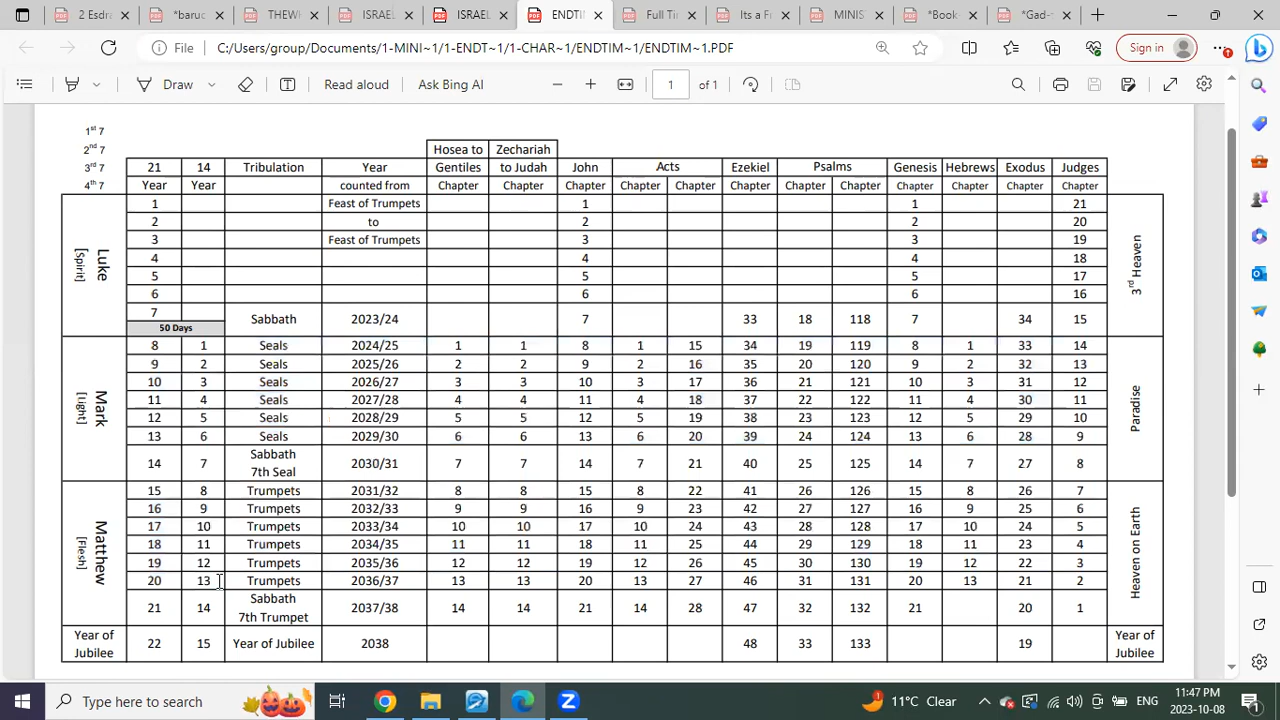 2 Esdra
*baruc
THEWI
ISRAEL
ISRAEL
ENDTIM
Full Tim
Its a Fr
MINIS
*Book
*Gad-t
File C:/Users/group/Documents/1-MINI~1/1-ENDT~1/1-CHAR~1/ENDTIM~1/ENDTIM~1.PDF Sign in
Draw Read aloud Ask Bing AI 1 of 1
1st 7
2nd 7 Hosea to Zechariah
3rd 7 21 14 Tribulation Year Gentiles to Judah John Acts Ezekiel Psalms Genesis Hebrews Exodus Judges
4th 7 Year Year counted from Chapter Chapter Chapter Chapter Chapter Chapter Chapter Chapter Chapter Chapter Chapter Chapter
Luke
[Spirit]
1 Feast of Trumpets 1 1 21
2 to 2 2 20
3 Feast of Trumpets 3 3 19
4 4 4 18
5 5 5 17
6 6 6 16
7 Sabbath 2023/24 7 33 18 118 7 34 15
50 Days
3rd Heaven
Mark
[Light]
8 1 Seals 2024/25 1 1 8 1 15 34 19 119 8 1 33 14
9 2 Seals 2025/26 2 2 9 2 16 35 20 120 9 2 32 13
10 3 Seals 2026/27 3 3 10 3 17 36 21 121 10 3 31 12
11 4 Seals 2027/28 4 4 11 4 18 37 22 122 11 4 30 11
12 5 Seals 2028/29 5 5 12 5 19 38 23 123 12 5 29 10
13 6 Seals 2029/30 6 6 13 6 20 39 24 124 13 6 28 9
14 7 Sabbath 2030/31 7 7 14 7 21 40 25 125 14 7 27 8
7th Seal
Paradise
Matthew
[Flesh]
15 8 Trumpets 2031/32 8 8 15 8 22 41 26 126 15 8 26 7
16 9 Trumpets 2032/33 9 9 16 9 23 42 27 127 16 9 25 6
17 10 Trumpets 2033/34 10 10 17 10 24 43 28 128 17 10 24 5
18 11 Trumpets 2034/35 11 11 18 11 25 44 29 129 18 11 23 4
19 12 Trumpets 2035/36 12 12 19 12 26 45 30 130 19 12 22 3
20 13 Trumpets 2036/37 13 13 20 13 27 46 31 131 20 13 21 2
21 14 Sabbath 2037/38 14 14 21 14 28 47 32 132 21 20 1
7th Trumpet
Heaven on Earth
Year of Jubilee 22 15 Year of Jubilee 2038 48 33 133 19 Year of Jubilee
Type here to search 11°C Clear ENG 11:47 PM
2023-10-08